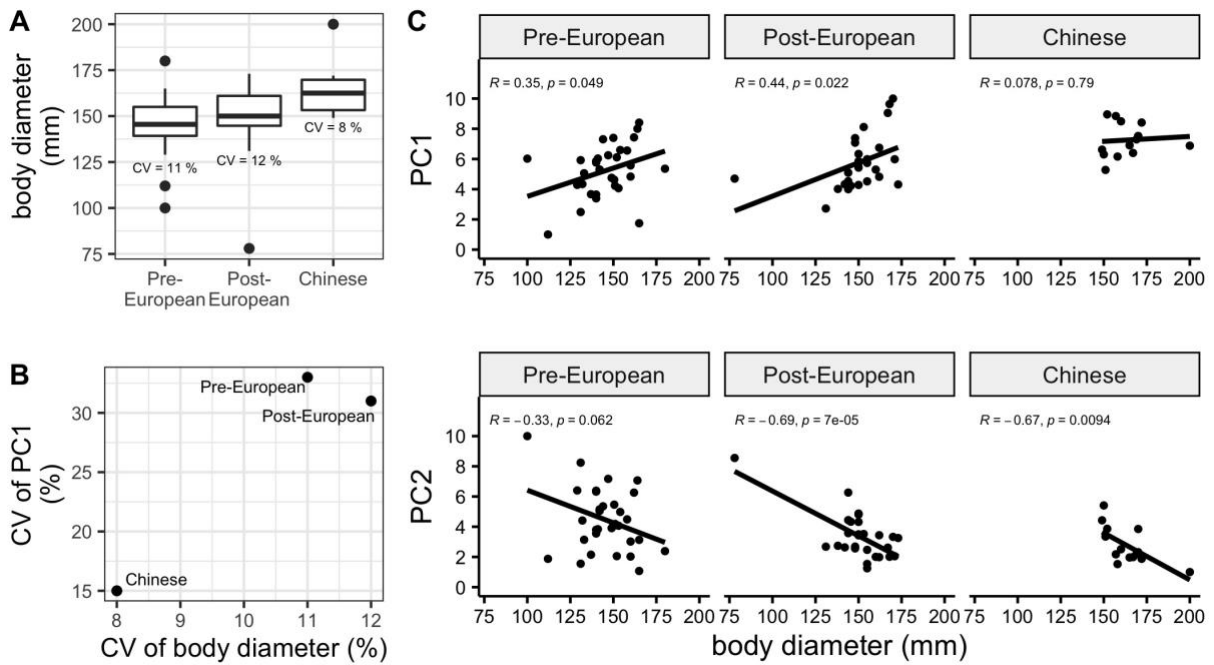 A
body diameter
(mm)
200
175
150
125
100
75
CV = 11 %
CV = 12 %
CV = 8 %
Pre-
European
Post-
European
Chinese
B
CV of PC1
(%)
30
25
20
15
Pre-European
Post-European
Chinese
8 9 10 11 12
CV of body diameter (%)
C
Pre-European Post-European Chinese
R = 0.35, p = 0.049 R = 0.44, p = 0.022 R = 0.078, p = 0.79
PC1
10
8
6
4
2
0
75 100 125 150 175 200 75 100 125 150 175 200 75 100 125 150 175 200
Pre-European Post-European Chinese
R = −0.33, p = 0.062 R = −0.69, p = 7e-05 R = −0.67, p = 0.0094
PC2
10
8
6
4
2
0
75 100 125 150 175 200 75 100 125 150 175 200 75 100 125 150 175 200
body diameter (mm)